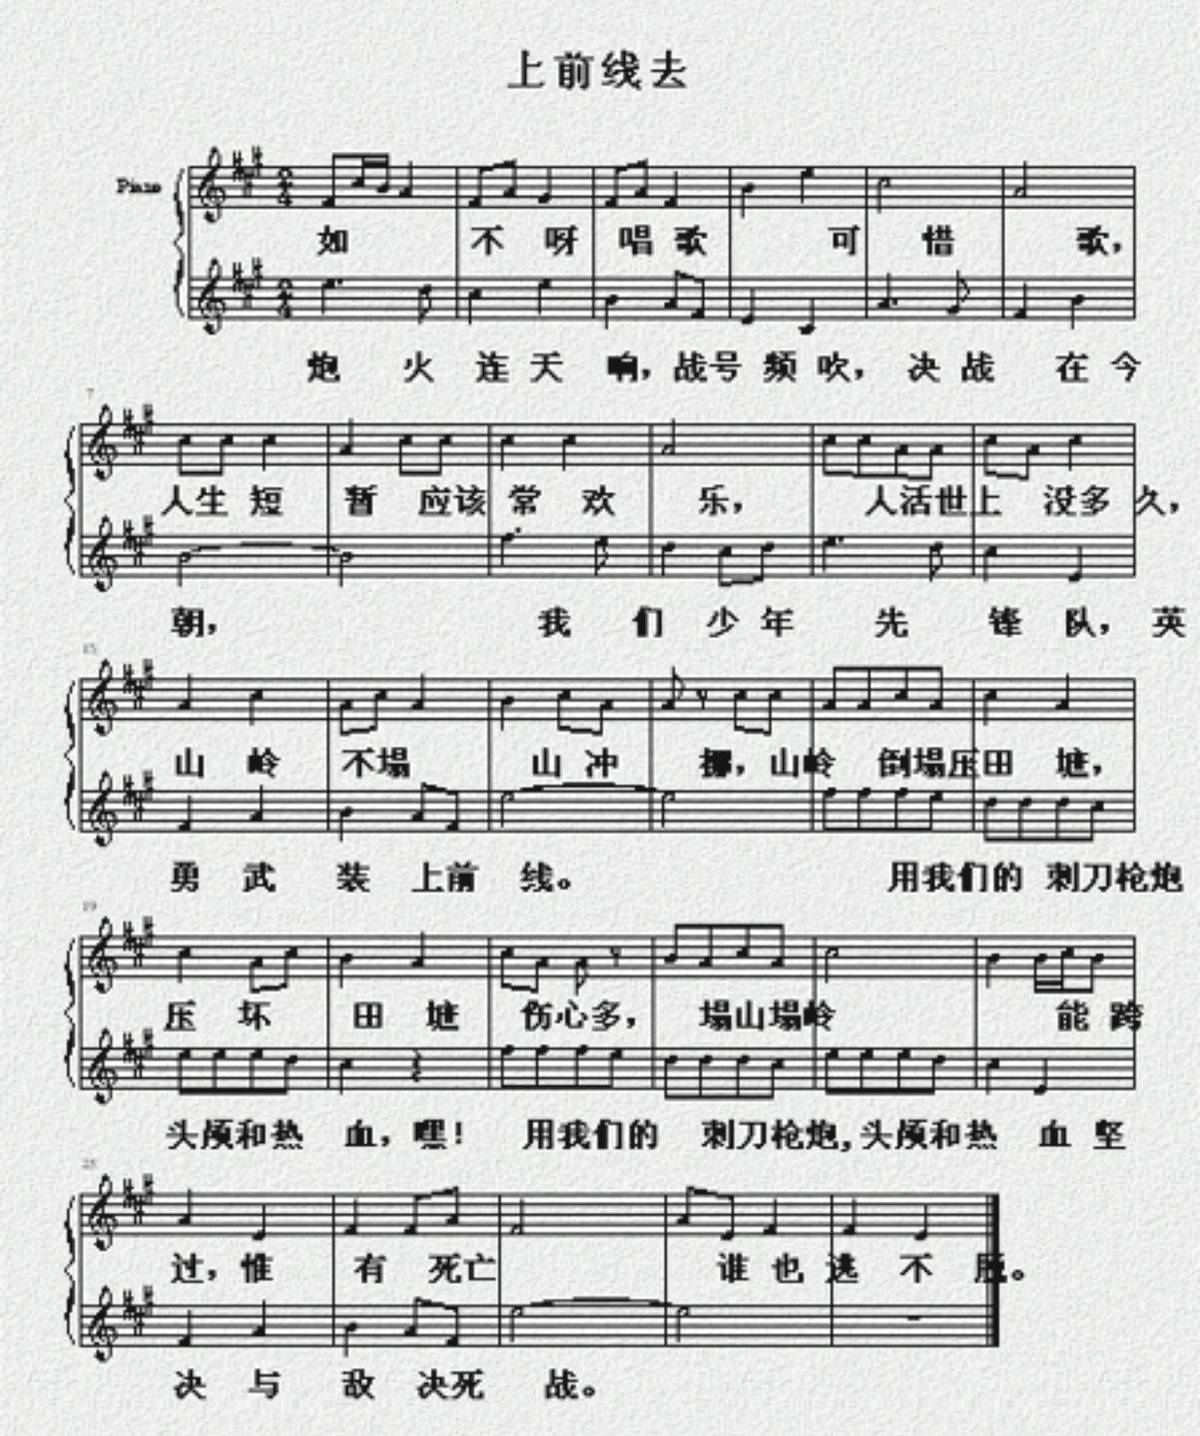 上前线去
Piano
如 不 呀 唱 歌 可 惜 歌，
炮 火 连 天 响，战号 频 吹， 决 战 在 今
7
人生 短 暂 应该 常 欢 乐， 人活世上 没多 久，
朝， 我 们 少 年 先 锋 队， 英
13
山 岭 不塌 山 冲 挪，山岭 倒塌压田 塘，
勇 武 装 上前 线。 用我们的 刺刀枪炮
19
压 坏 田 塘 伤心多， 塌山塌岭 能 跨
头颅和热 血，嘿！ 用我们的 刺刀枪炮,头颅和热 血 坚
25
过，惟 有 死亡 谁 也 逃 不 脱。
决 与 敌 决死 战。